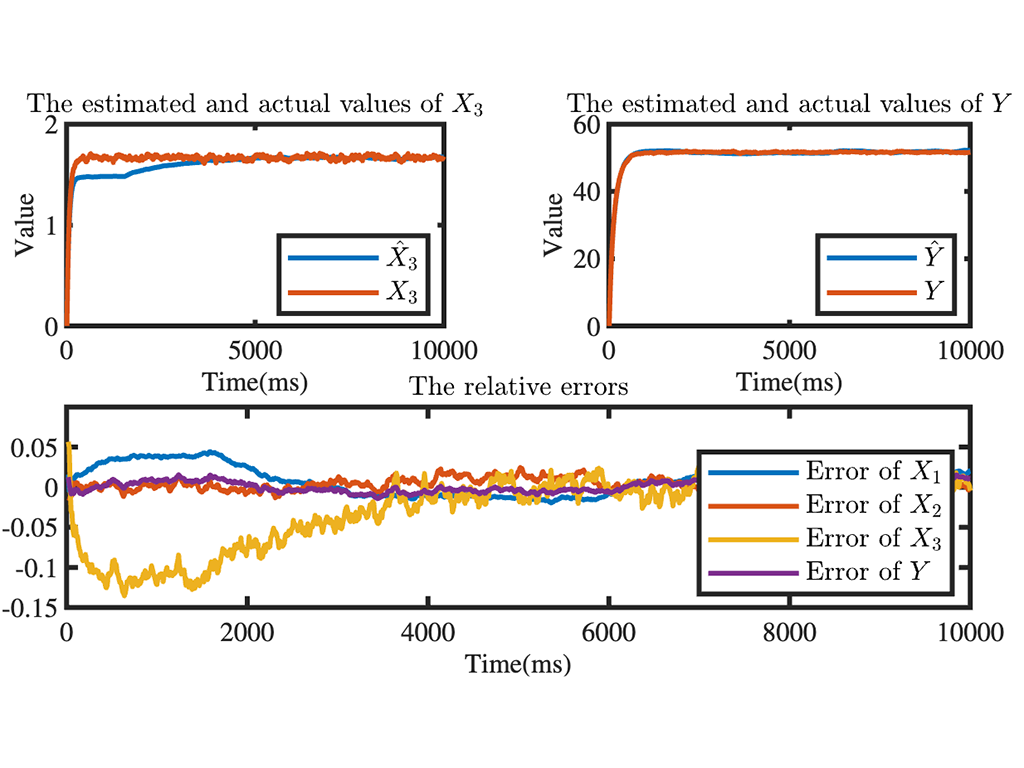 The estimated and actual values of X₃
2
1
0
Value
X̂₃
X₃
0 5000 10000
Time(ms)
The estimated and actual values of Y
60
40
20
0
Value
Ŷ
Y
0 5000 10000
Time(ms)
The relative errors
0.05
0
-0.05
-0.1
-0.15
Error of X₁
Error of X₂
Error of X₃
Error of Y
0 2000 4000 6000 8000 10000
Time(ms)